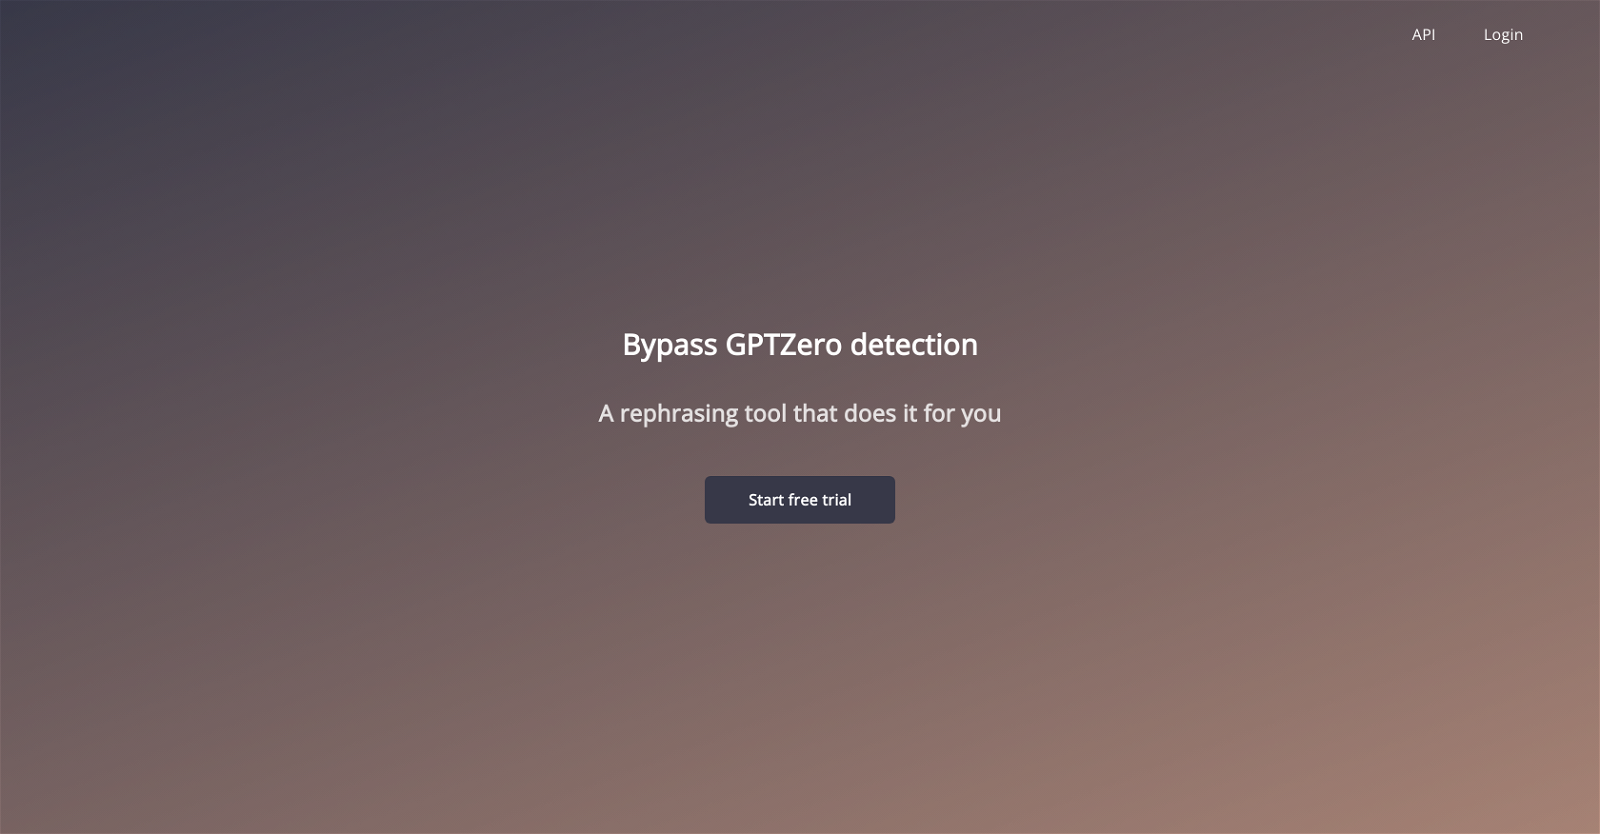 API Login
Bypass GPTZero detection
A rephrasing tool that does it for you
Start free trial